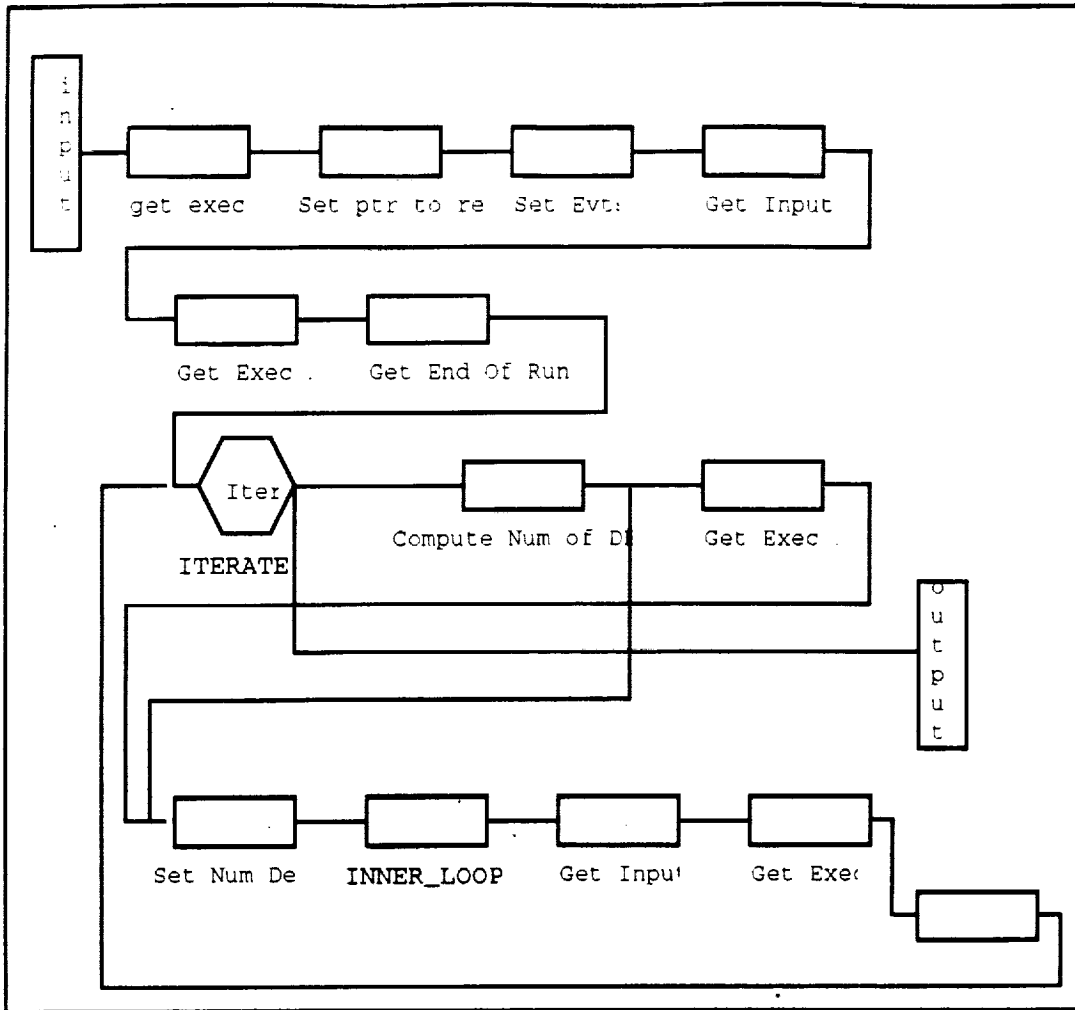 input
get exec
Set ptr to re
Set Evt:
Get Input
Get Exec .
Get End Of Run
Iter
ITERATE
Compute Num of D
Get Exec .
output
Set Num De
INNER_LOOP
Get Input
Get Exec